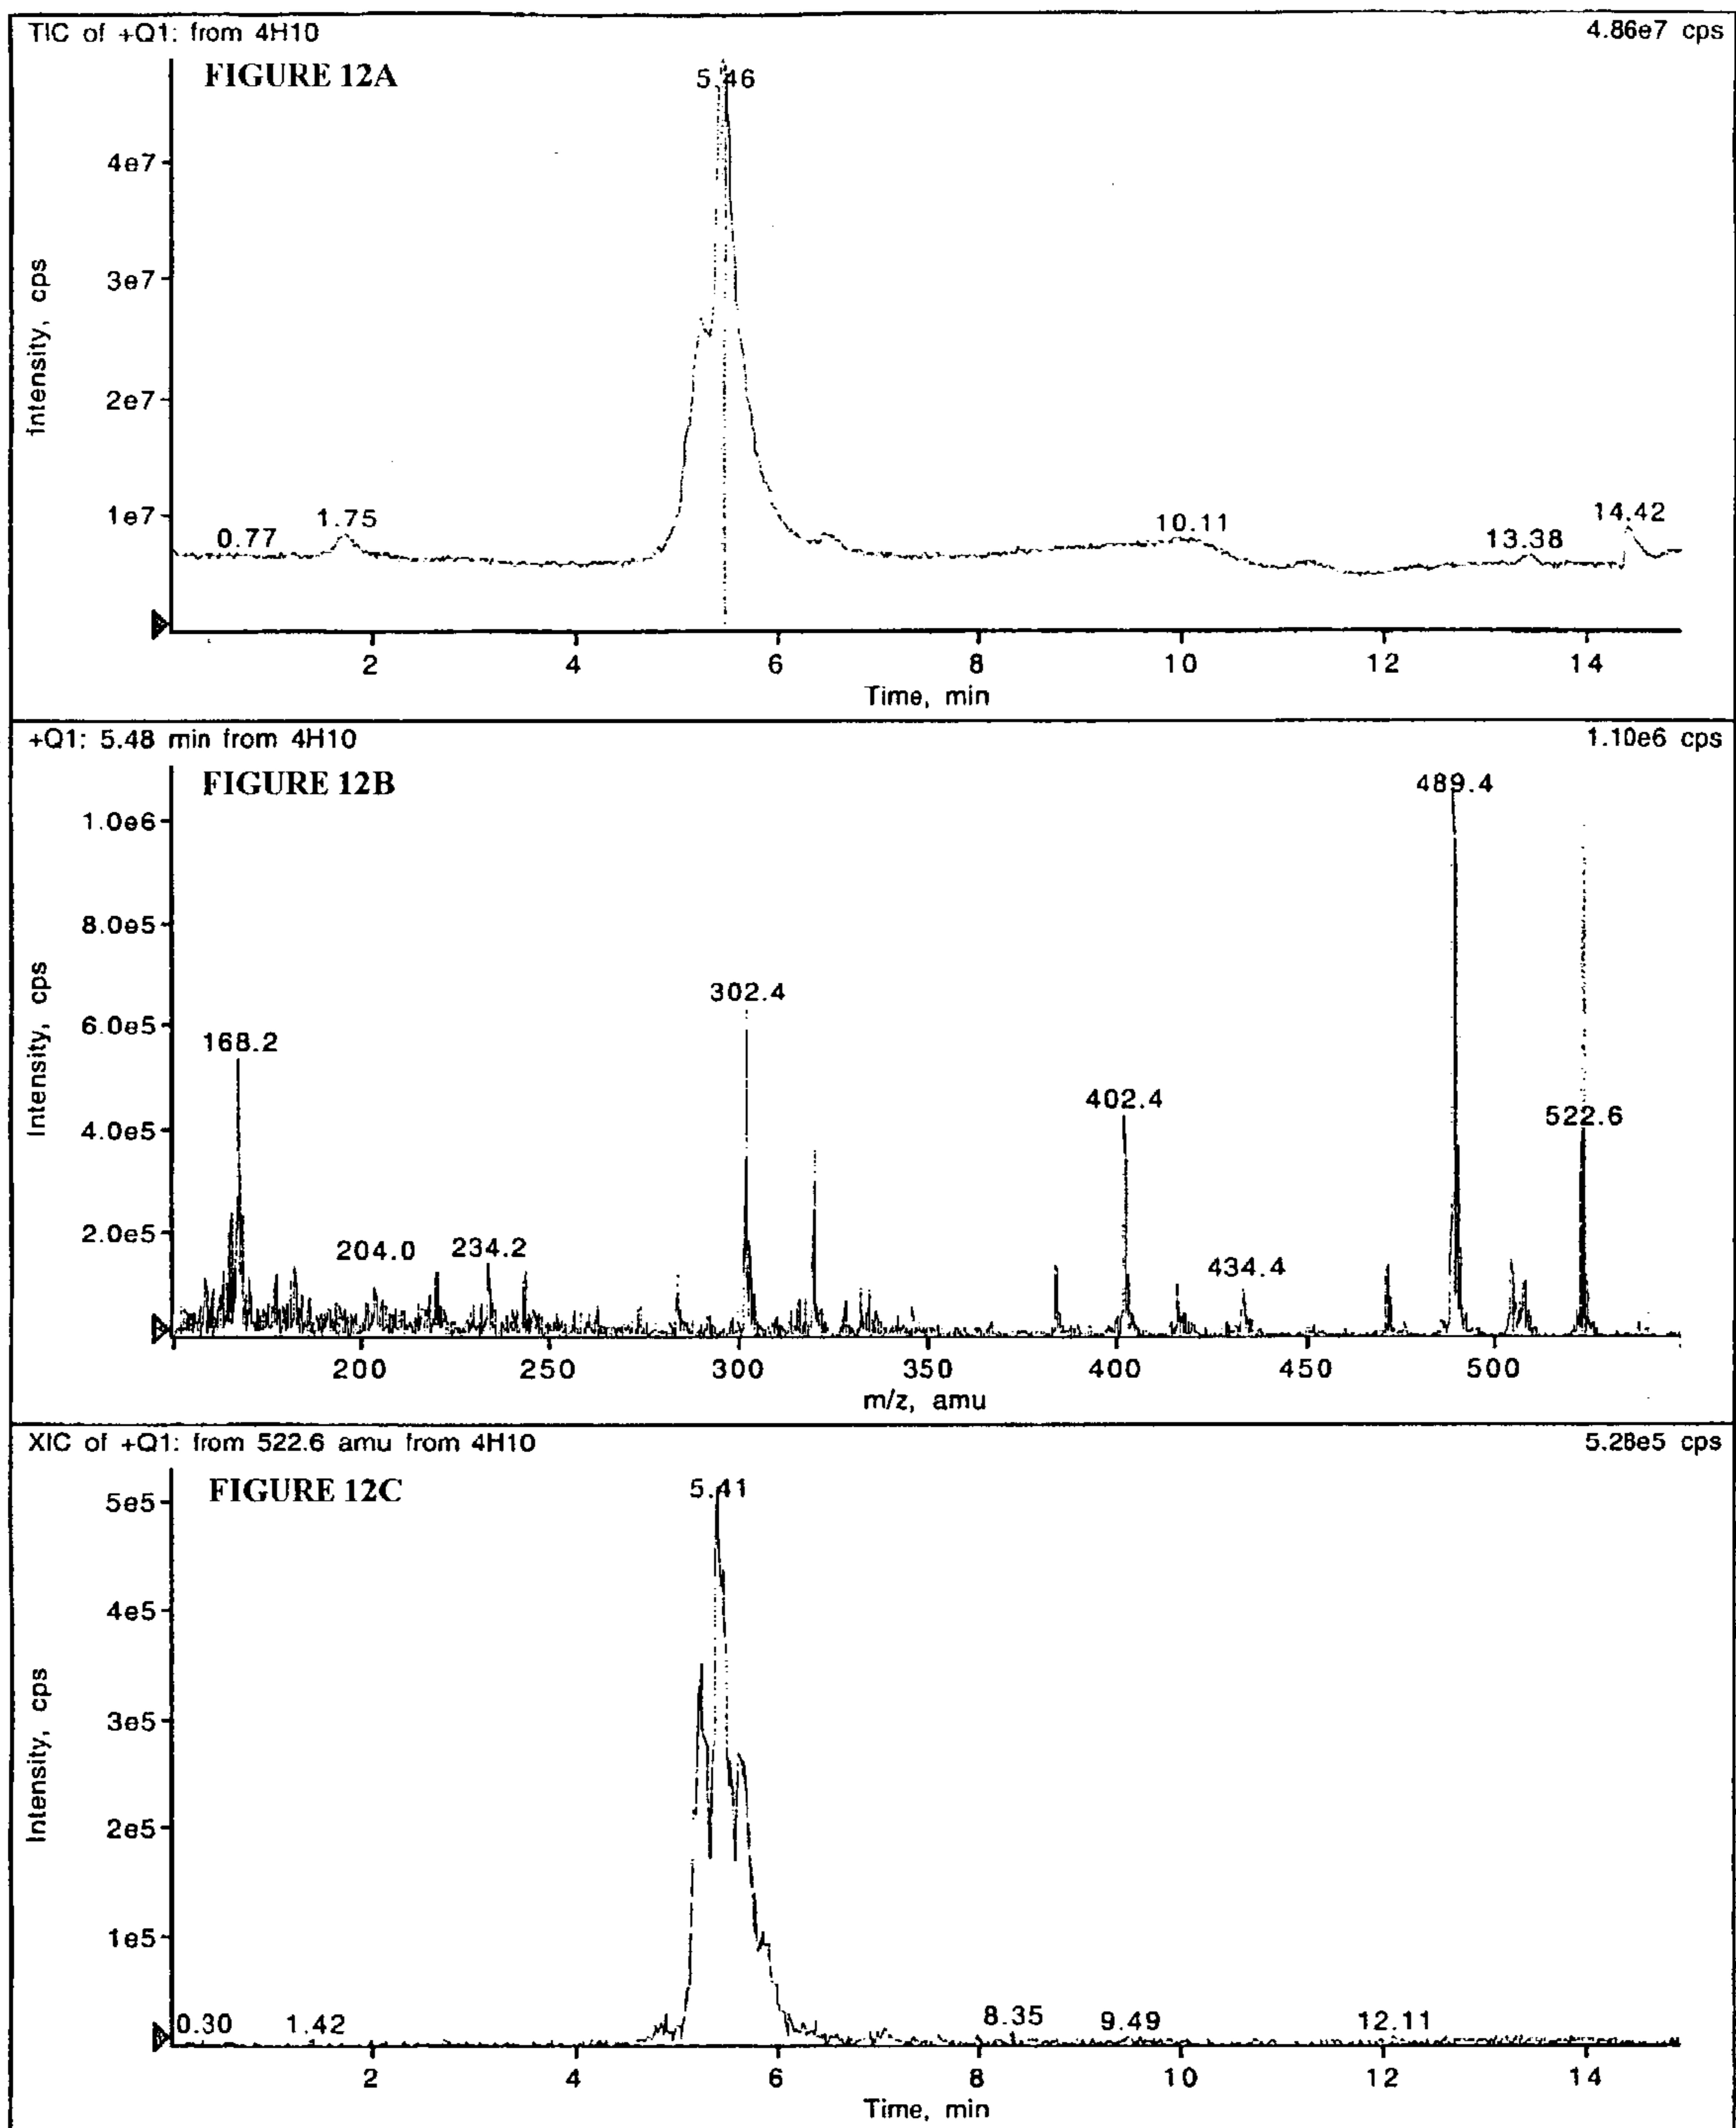 TIC of +Q1: from 4H10 4.86e7 cps
FIGURE 12A
5.46
4e7
3e7
Intensity, cps
2e7
1e7
0.77 1.75 10.11 13.38 14.42
2 4 6 8 10 12 14
Time, min
+Q1: 5.48 min from 4H10 1.10e6 cps
FIGURE 12B
489.4
1.0e6
8.0e5
Intensity, cps
302.4
6.0e5
168.2
402.4
522.6
4.0e5
2.0e5
204.0 234.2 434.4
200 250 300 350 400 450 500
m/z, amu
XIC of +Q1: from 522.6 amu from 4H10 5.28e5 cps
FIGURE 12C
5.41
5e5
4e5
3e5
Intensity, cps
2e5
1e5
0.30 1.42 8.35 9.49 12.11
2 4 6 8 10 12 14
Time, min